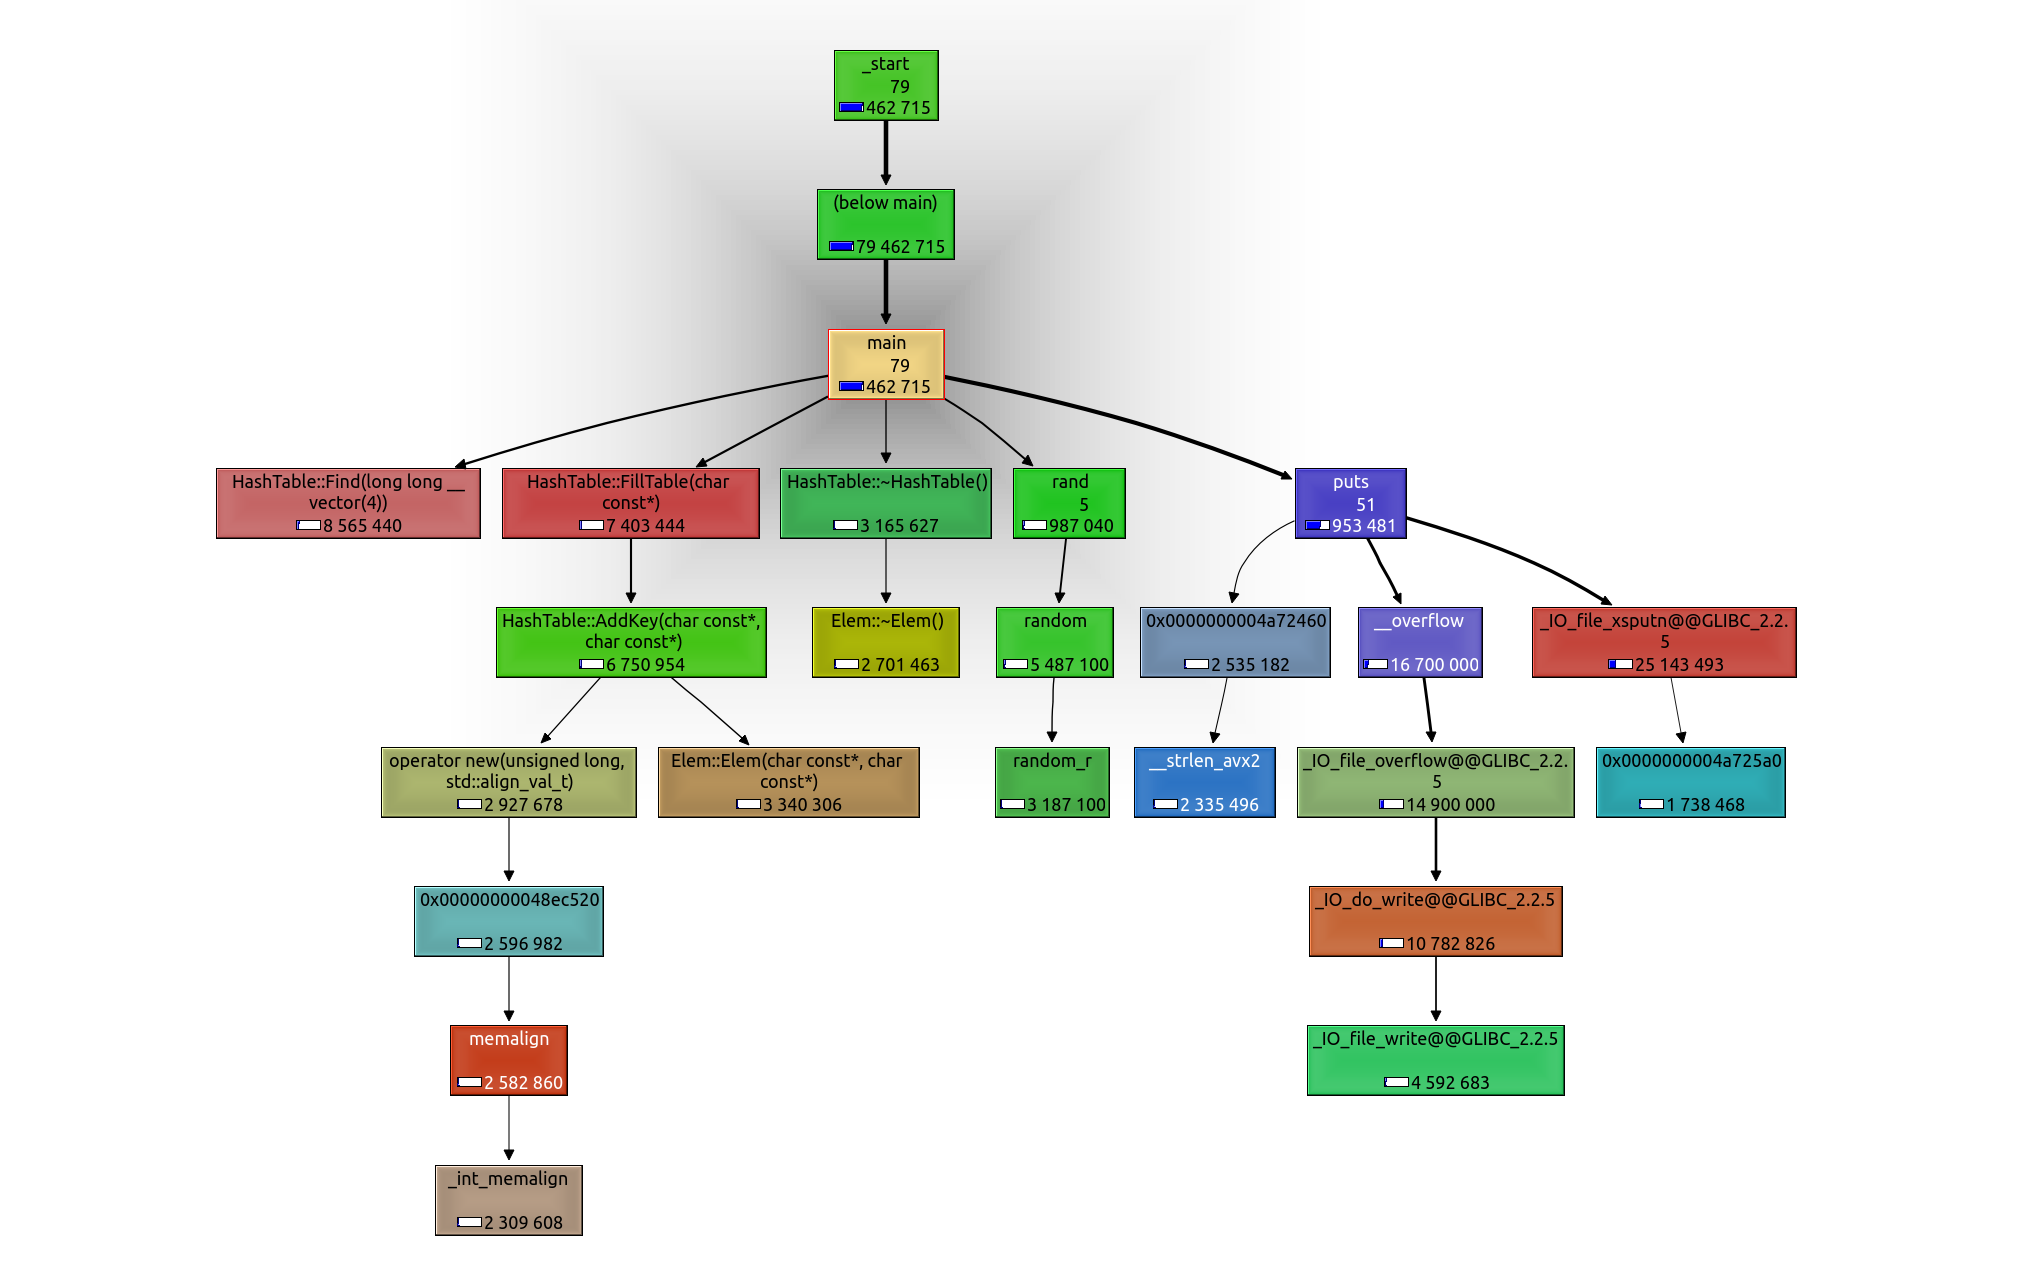 _start
79
462 715
(below main)
79 462 715
main
79
462 715
HashTable::Find(long long __
vector(4))
8 565 440
HashTable::FillTable(char
const*)
7 403 444
HashTable::~HashTable()
3 165 627
rand
5
987 040
puts
51
953 481
HashTable::AddKey(char const*,
char const*)
6 750 954
Elem::~Elem()
2 701 463
random
5 487 100
0x0000000004a72460
2 535 182
__overflow
16 700 000
_IO_file_xsputn@@GLIBC_2.2.
5
25 143 493
operator new(unsigned long,
std::align_val_t)
2 927 678
Elem::Elem(char const*, char
const*)
3 340 306
random_r
3 187 100
__strlen_avx2
2 335 496
_IO_file_overflow@@GLIBC_2.2.
5
14 900 000
0x0000000004a725a0
1 738 468
0x00000000048ec520
2 596 982
_IO_do_write@@GLIBC_2.2.5
10 782 826
memalign
2 582 860
_IO_file_write@@GLIBC_2.2.5
4 592 683
_int_memalign
2 309 608